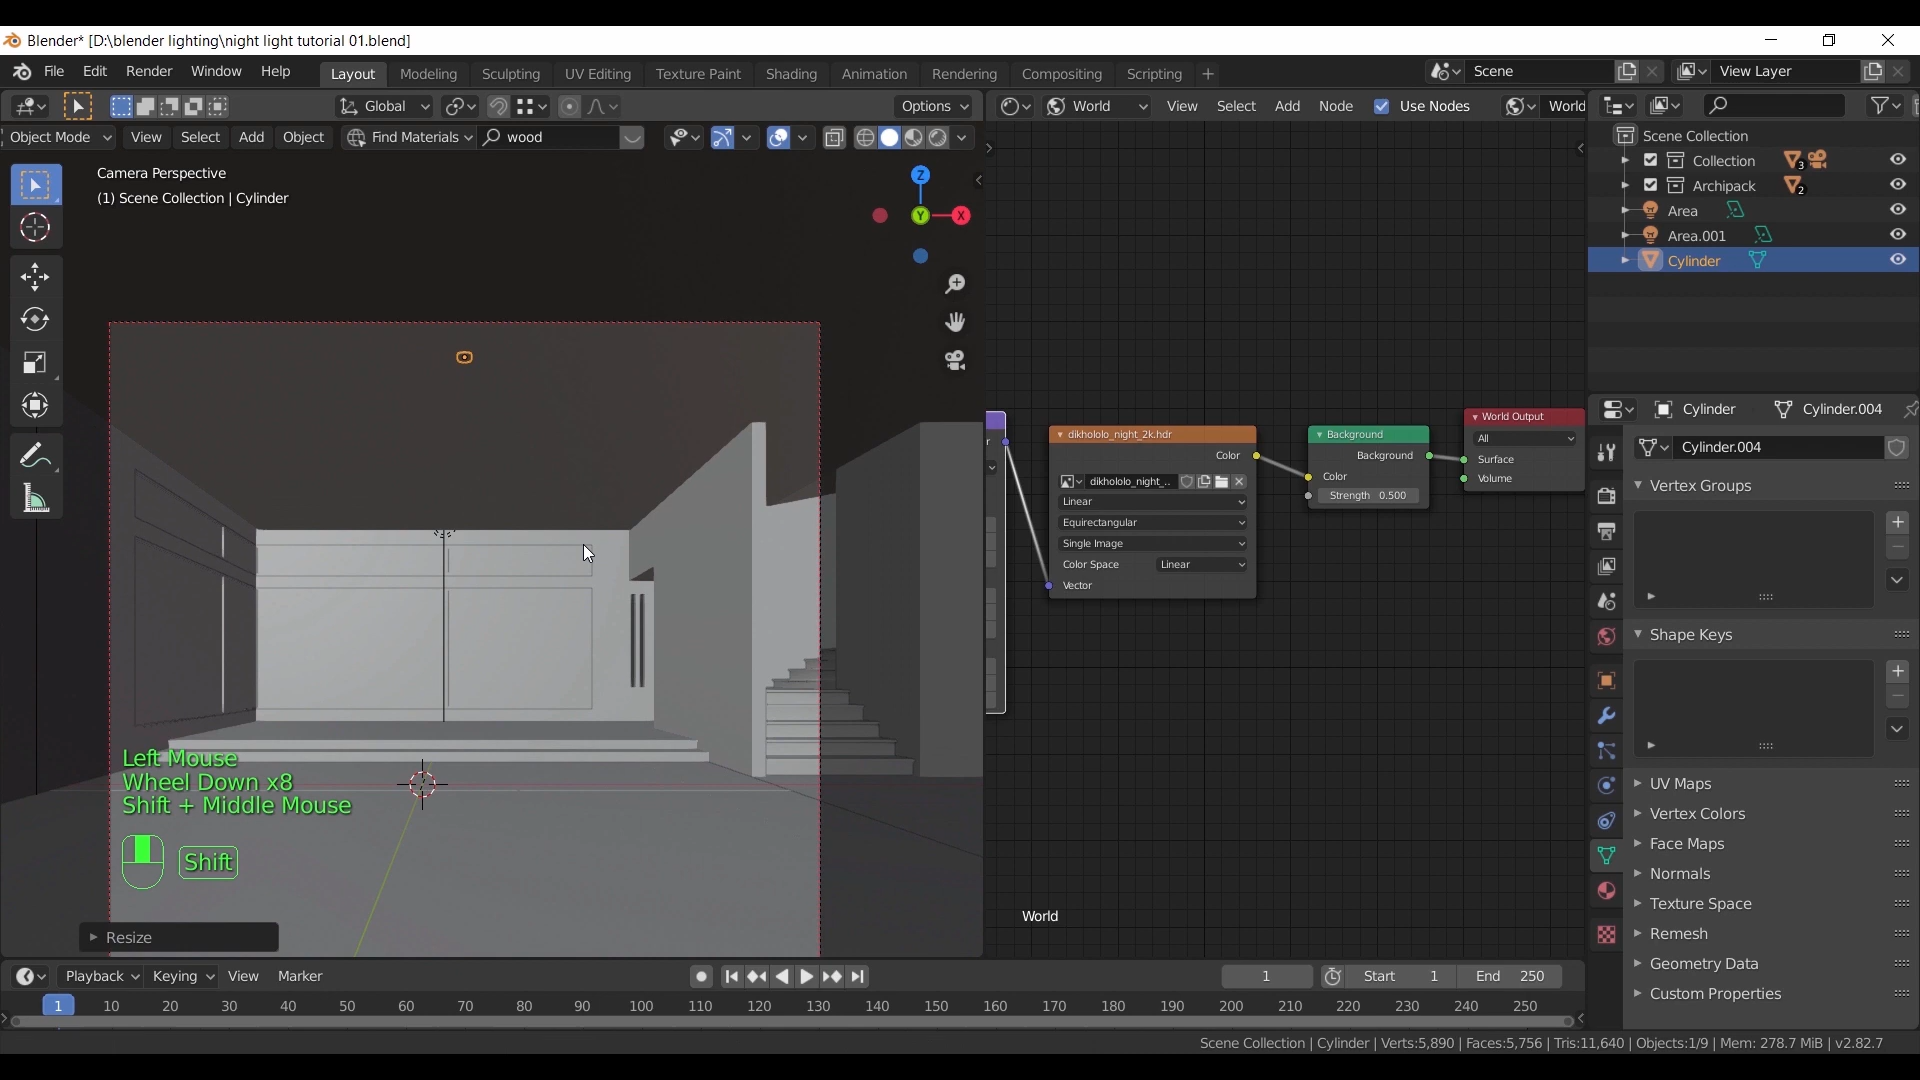 Blender* [D:\blender lighting\night light tutorial 01.blend]
File Edit Render Window Help Layout Modeling Sculpting UV Editing Texture Paint Shading Animation Rendering Compositing Scripting + Scene View Layer
Global Options World View Select Add Node Use Nodes World
Object Mode View Select Add Object Find Materials wood
Scene Collection
Collection 3
Archipack 2
Area
Area.001
Cylinder
Camera Perspective
(1) Scene Collection | Cylinder
Z
Y
X
Cylinder Cylinder.004
Cylinder.004
Vertex Groups
Shape Keys
UV Maps
Vertex Colors
Face Maps
Normals
Texture Space
Remesh
Geometry Data
Custom Properties
r
dikhololo_night_2k.hdr
Color
dikhololo_night_..
Linear
Equirectangular
Single Image
Color Space Linear
Vector
Background
Background
Color
Strength 0.500
World Output
All
Surface
Volume
World
Left Mouse
Wheel Down x8
Shift + Middle Mouse
Shift
Resize
Playback Keying View Marker 1 Start 1 End 250
1 10 20 30 40 50 60 70 80 90 100 110 120 130 140 150 160 170 180 190 200 210 220 230 240 250
Scene Collection | Cylinder | Verts:5,890 | Faces:5,756 | Tris:11,640 | Objects:1/9 | Mem: 278.7 MiB | v2.82.7